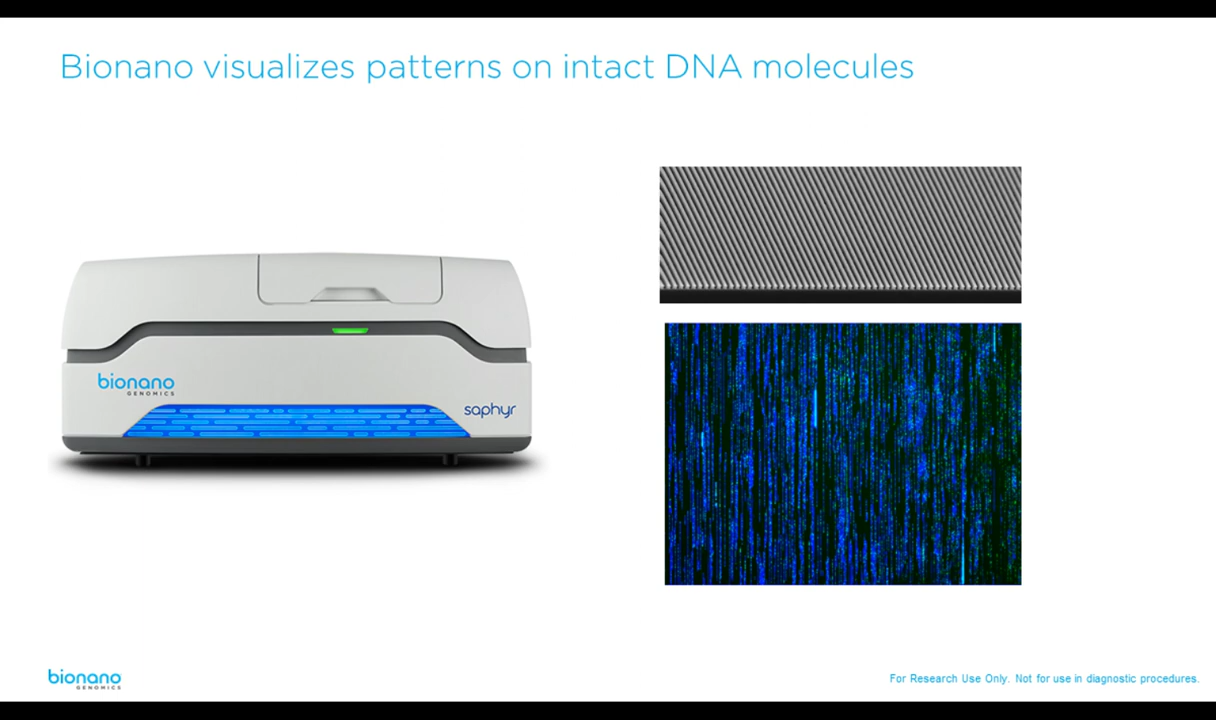 Bionano visualizes patterns on intact DNA molecules
bionano
GENOMICS
saphyr
bionano
GENOMICS
For Research Use Only. Not for use in diagnostic procedures.